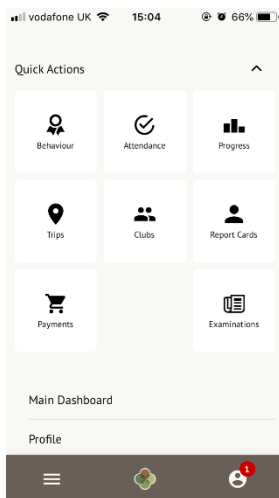 vodafone UK 15:04 66%
Quick Actions
Behaviour Attendance Progress
Trips Clubs Report Cards
Payments Examinations
Main Dashboard
Profile
1